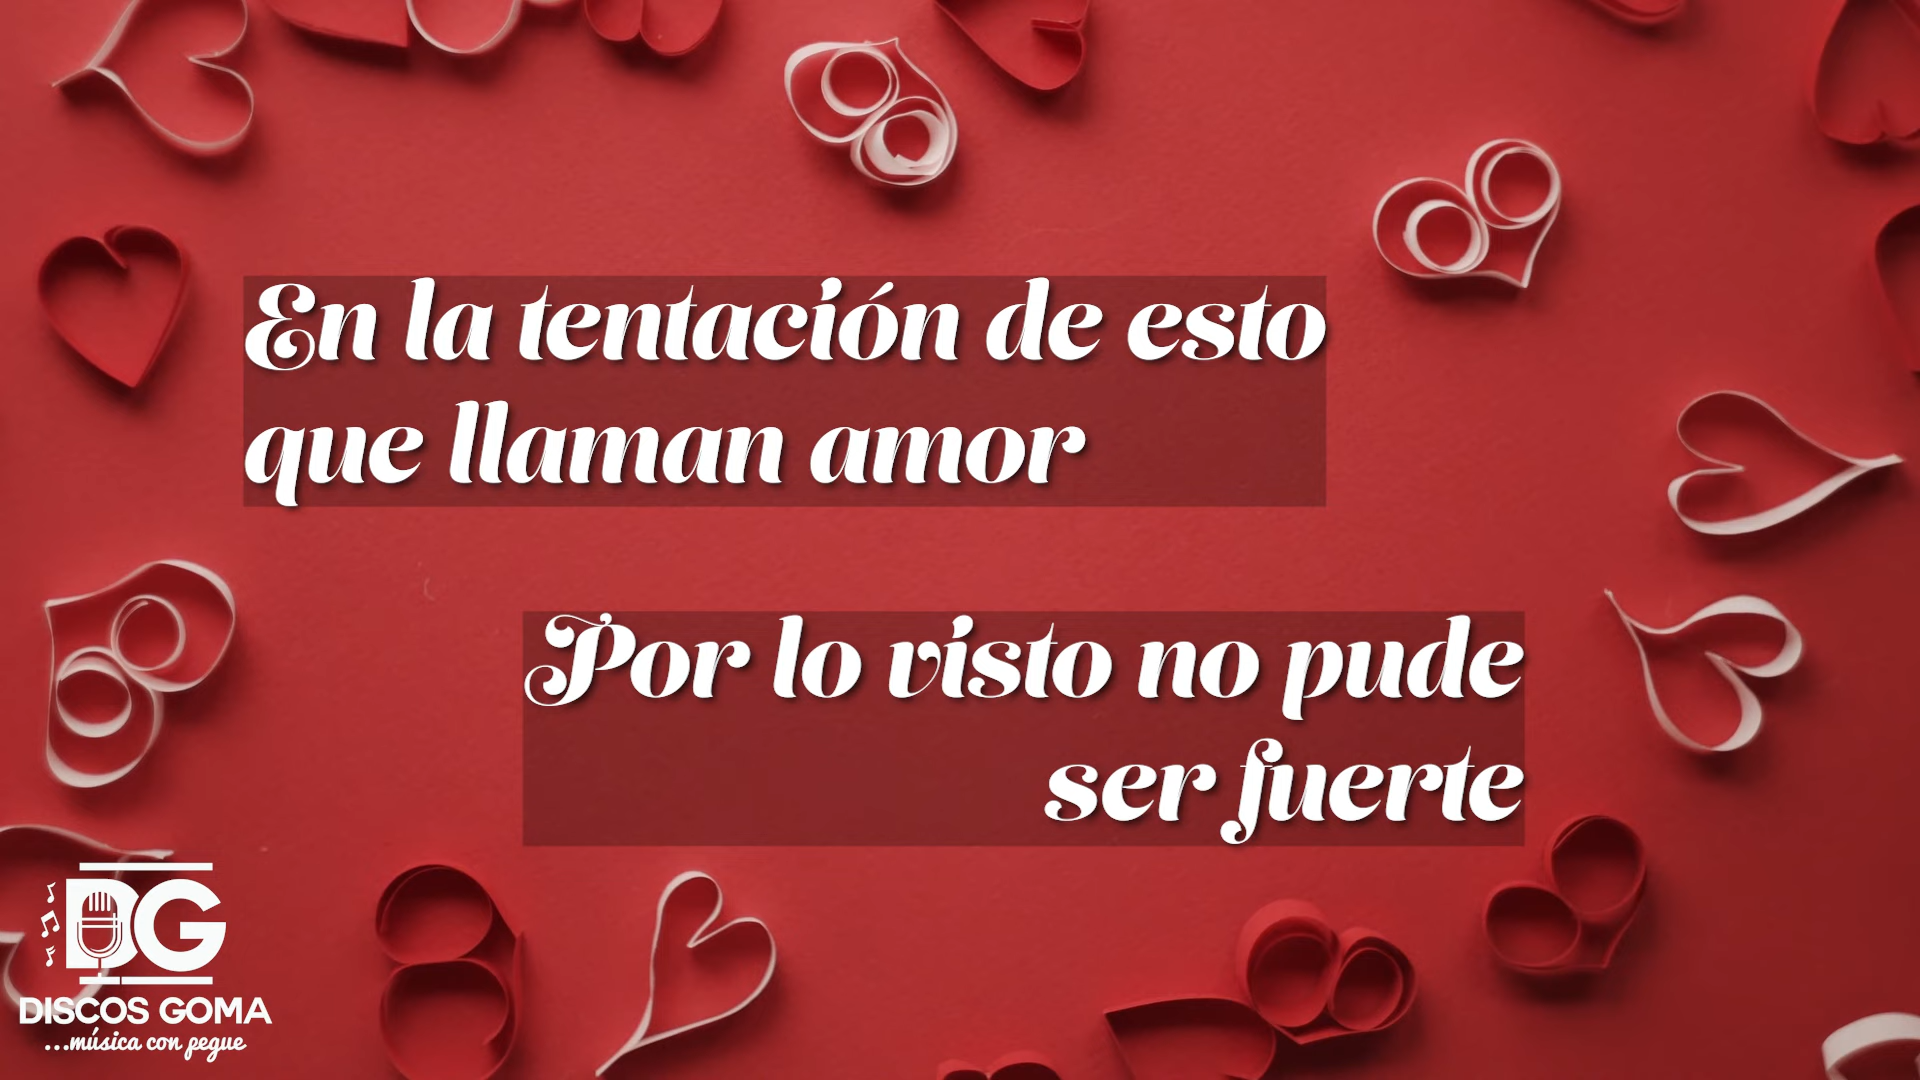 En la tentación de esto
que llaman amor
Por lo visto no pude
ser fuerte
DG
DISCOS GOMA
...música con pegue